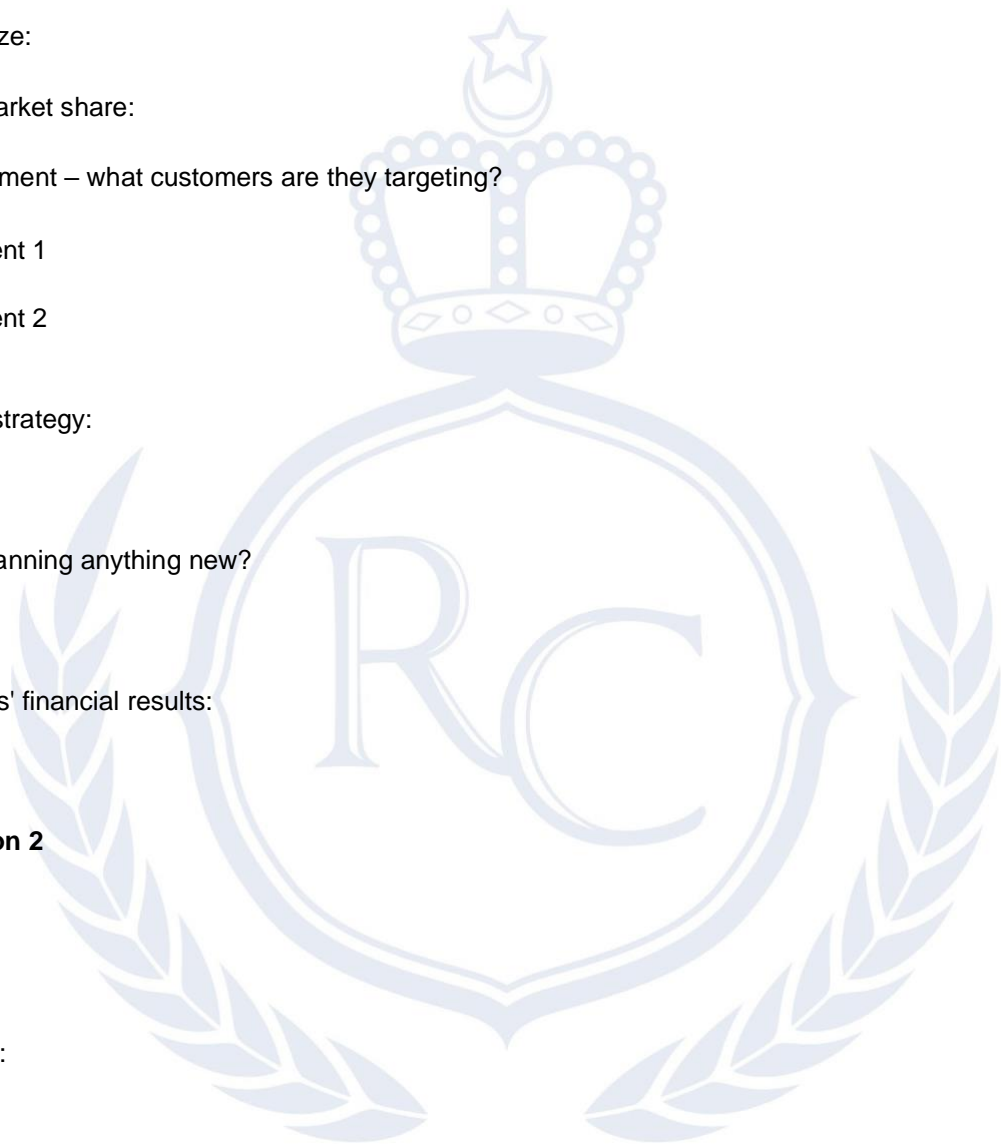 ze:
arket share:
ment – what customers are they targeting?
ent 1
ent 2
strategy:
anning anything new?
s' financial results:
on 2
:
RC